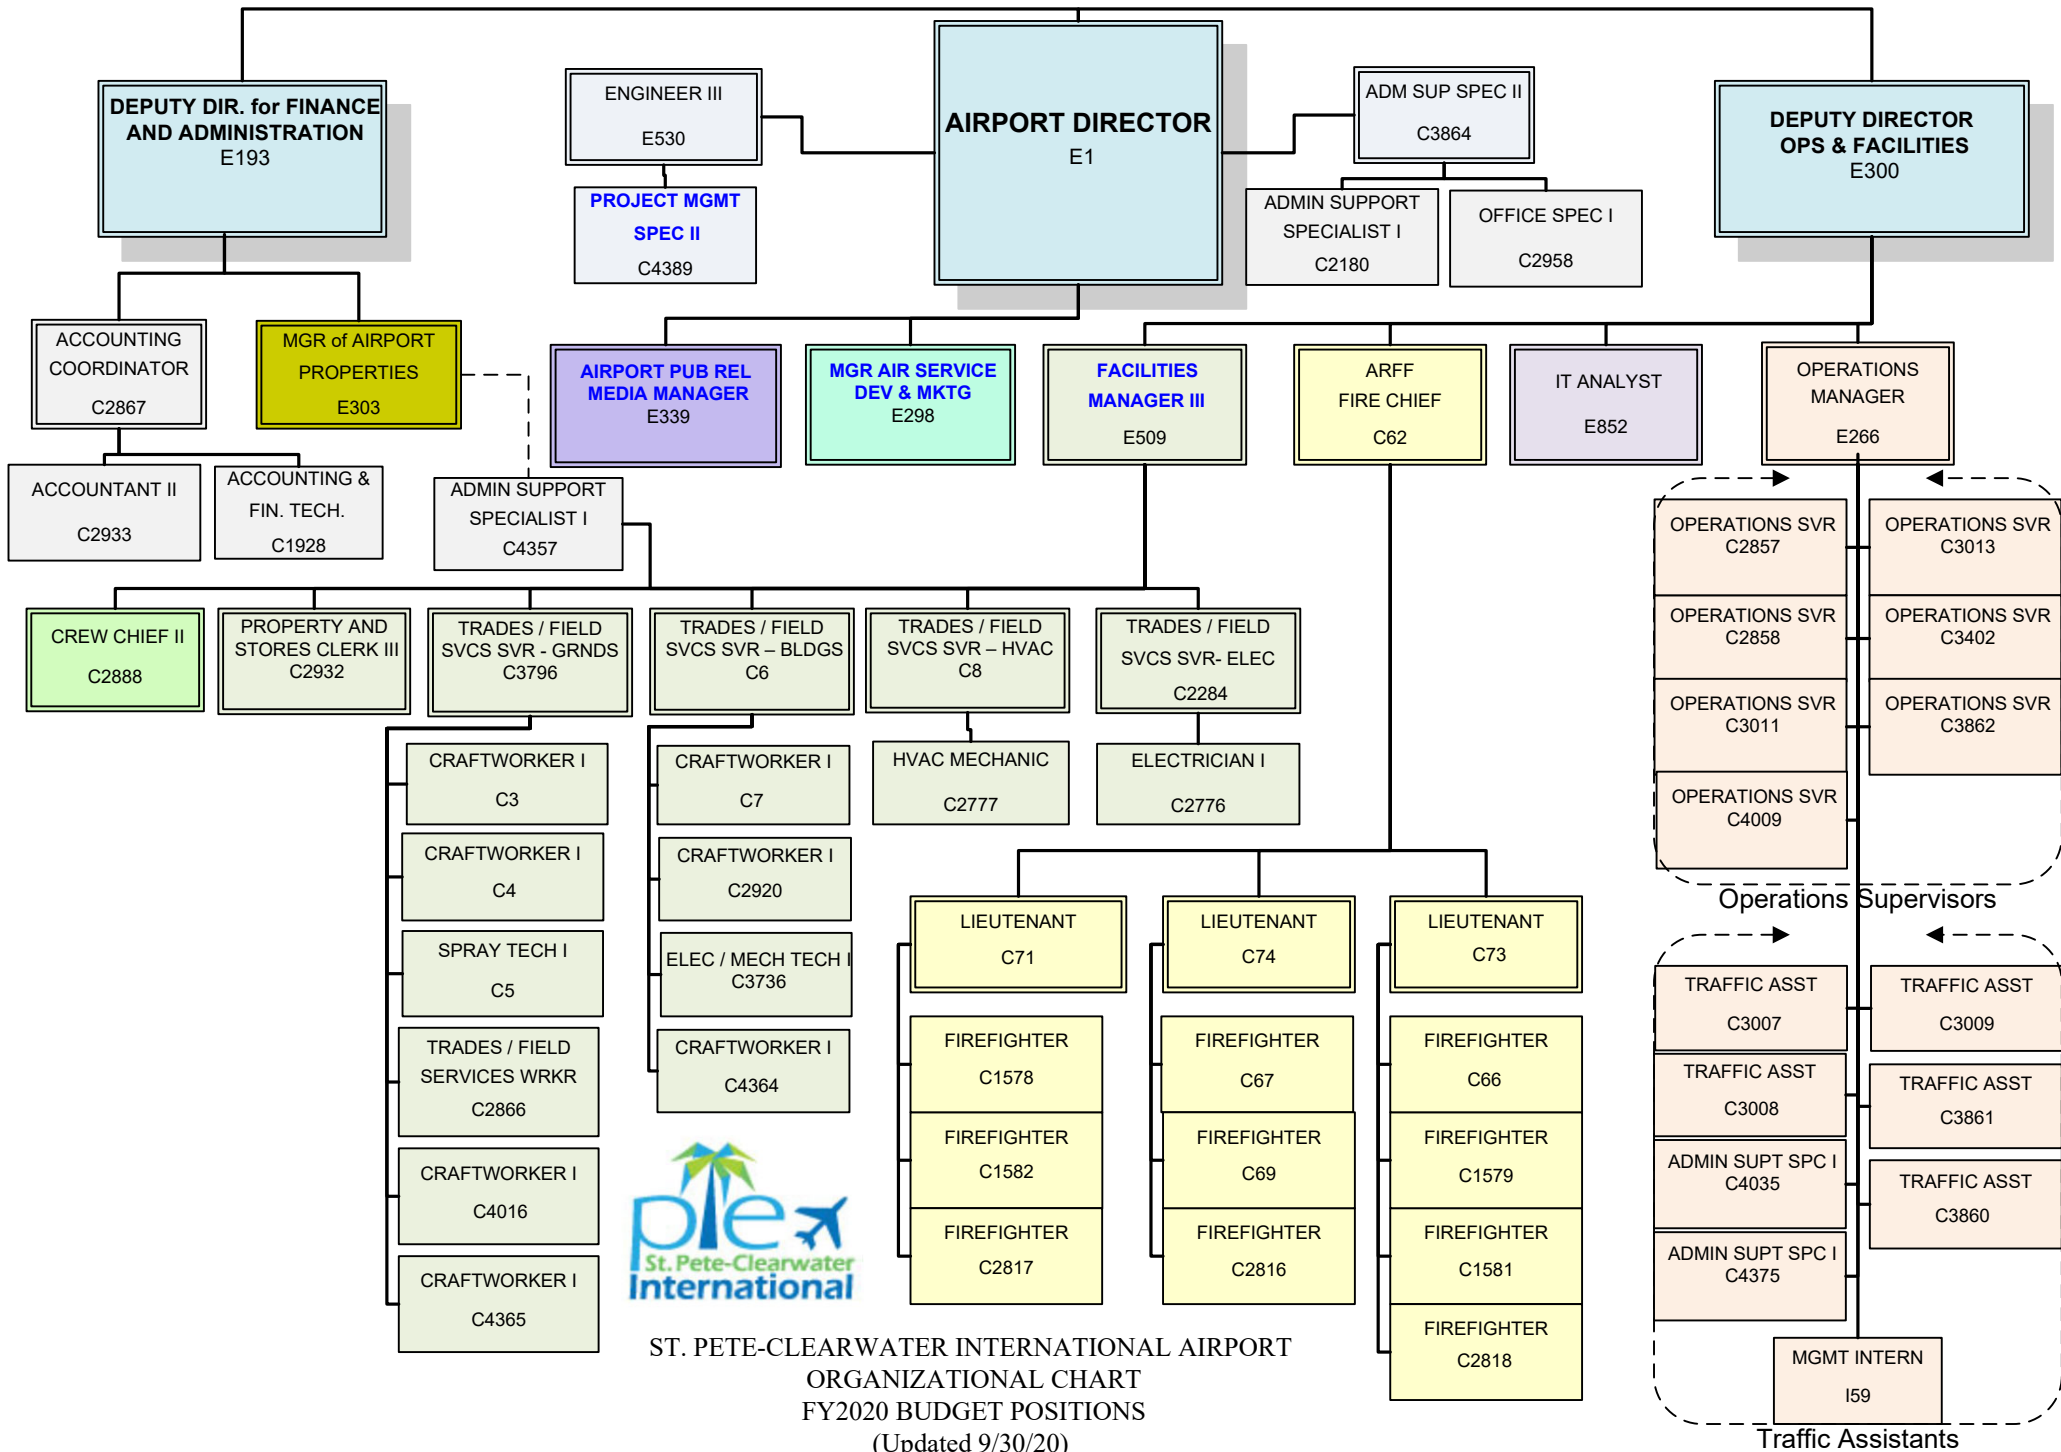 DEPUTY DIR. for FINANCE
AND ADMINISTRATION
E193
ENGINEER III
E530
PROJECT MGMT
SPEC II
C4389
AIRPORT DIRECTOR
E1
ADM SUP SPEC II
C3864
ADMIN SUPPORT
SPECIALIST I
C2180
OFFICE SPEC I
C2958
DEPUTY DIRECTOR
OPS & FACILITIES
E300
ACCOUNTING
COORDINATOR
C2867
MGR of AIRPORT
PROPERTIES
E303
AIRPORT PUB REL
MEDIA MANAGER
E339
MGR AIR SERVICE
DEV & MKTG
E298
FACILITIES
MANAGER III
E509
ARFF
FIRE CHIEF
C62
IT ANALYST
E852
OPERATIONS
MANAGER
E266
ACCOUNTANT II
C2933
ACCOUNTING &
FIN. TECH.
C1928
ADMIN SUPPORT
SPECIALIST I
C4357
CREW CHIEF II
C2888
PROPERTY AND
STORES CLERK III
C2932
TRADES / FIELD
SVCS SVR - GRNDS
C3796
TRADES / FIELD
SVCS SVR – BLDGS
C6
TRADES / FIELD
SVCS SVR – HVAC
C8
TRADES / FIELD
SVCS SVR- ELEC
C2284
CRAFTWORKER I
C3
CRAFTWORKER I
C4
SPRAY TECH I
C5
TRADES / FIELD
SERVICES WRKR
C2866
CRAFTWORKER I
C4016
CRAFTWORKER I
C4365
CRAFTWORKER I
C7
CRAFTWORKER I
C2920
ELEC / MECH TECH I
C3736
CRAFTWORKER I
C4364
HVAC MECHANIC
C2777
ELECTRICIAN I
C2776
LIEUTENANT
C71
FIREFIGHTER
C1578
FIREFIGHTER
C1582
FIREFIGHTER
C2817
LIEUTENANT
C74
FIREFIGHTER
C67
FIREFIGHTER
C69
FIREFIGHTER
C2816
LIEUTENANT
C73
FIREFIGHTER
C66
FIREFIGHTER
C1579
FIREFIGHTER
C1581
FIREFIGHTER
C2818
OPERATIONS SVR
C2857
OPERATIONS SVR
C3013
OPERATIONS SVR
C2858
OPERATIONS SVR
C3402
OPERATIONS SVR
C3011
OPERATIONS SVR
C3862
OPERATIONS SVR
C4009
Operations Supervisors
TRAFFIC ASST
C3007
TRAFFIC ASST
C3009
TRAFFIC ASST
C3008
TRAFFIC ASST
C3861
ADMIN SUPT SPC I
C4035
TRAFFIC ASST
C3860
ADMIN SUPT SPC I
C4375
MGMT INTERN
I59
Traffic Assistants
pie
St. Pete-Clearwater
International
ST. PETE-CLEARWATER INTERNATIONAL AIRPORT
ORGANIZATIONAL CHART
FY2020 BUDGET POSITIONS
(Updated 9/30/20)